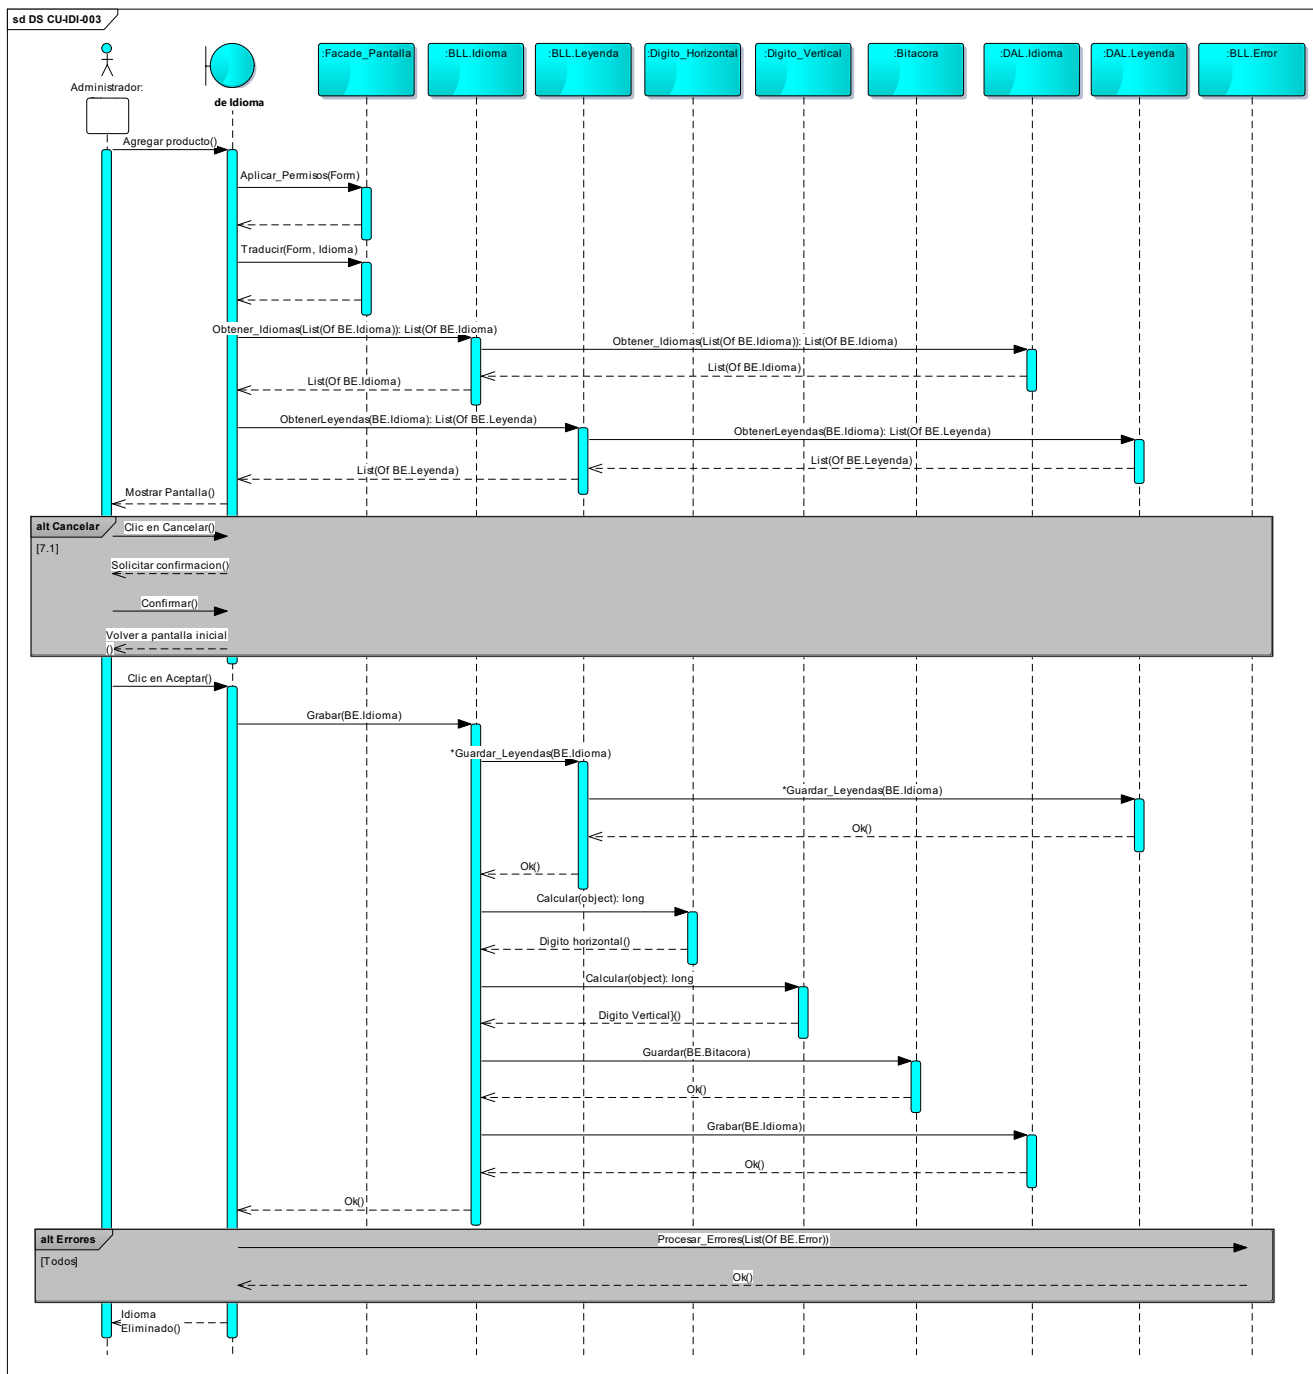 sd DS CU-IDI-003
Administrador:
de Idioma
:Facade_Pantalla
:BLL.Idioma
:BLL.Leyenda
:Digito_Horizontal
:Digito_Vertical
:Bitacora
:DAL.Idioma
:DAL.Leyenda
:BLL.Error
Agregar producto()
Aplicar_Permisos(Form)
Traducir(Form, Idioma)
Obtener_Idiomas(List(Of BE.Idioma)): List(Of BE.Idioma)
Obtener_Idiomas(List(Of BE.Idioma)): List(Of BE.Idioma)
List(Of BE.Idioma)
List(Of BE.Idioma)
ObtenerLeyendas(BE.Idioma): List(Of BE.Leyenda)
ObtenerLeyendas(BE.Idioma): List(Of BE.Leyenda)
List(Of BE.Leyenda)
List(Of BE.Leyenda)
Mostrar Pantalla()
alt Cancelar
Clic en Cancelar()
[7.1]
Solicitar confirmacion()
Confirmar()
Volver a pantalla inicial
()
Clic en Aceptar()
Grabar(BE.Idioma)
*Guardar_Leyendas(BE.Idioma)
*Guardar_Leyendas(BE.Idioma)
Ok()
Ok()
Calcular(object): long
Digito horizontal()
Calcular(object): long
Digito Vertical}()
Guardar(BE.Bitacora)
Ok()
Grabar(BE.Idioma)
Ok()
Ok()
alt Errores
Procesar_Errores(List(Of BE.Error))
[Todos]
Ok()
Idioma
Eliminado()